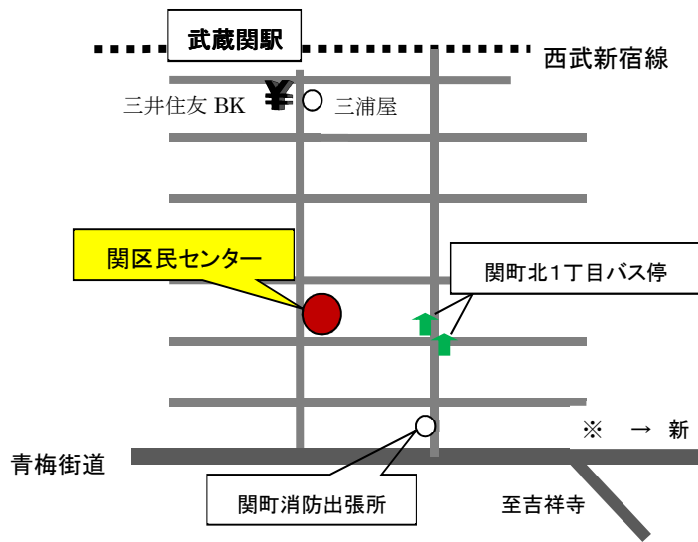 武蔵関駅
西武新宿線
三井住友 BK ¥ 三浦屋
関区民センター
関町北1丁目バス停
※ → 新
青梅街道
関町消防出張所
至吉祥寺